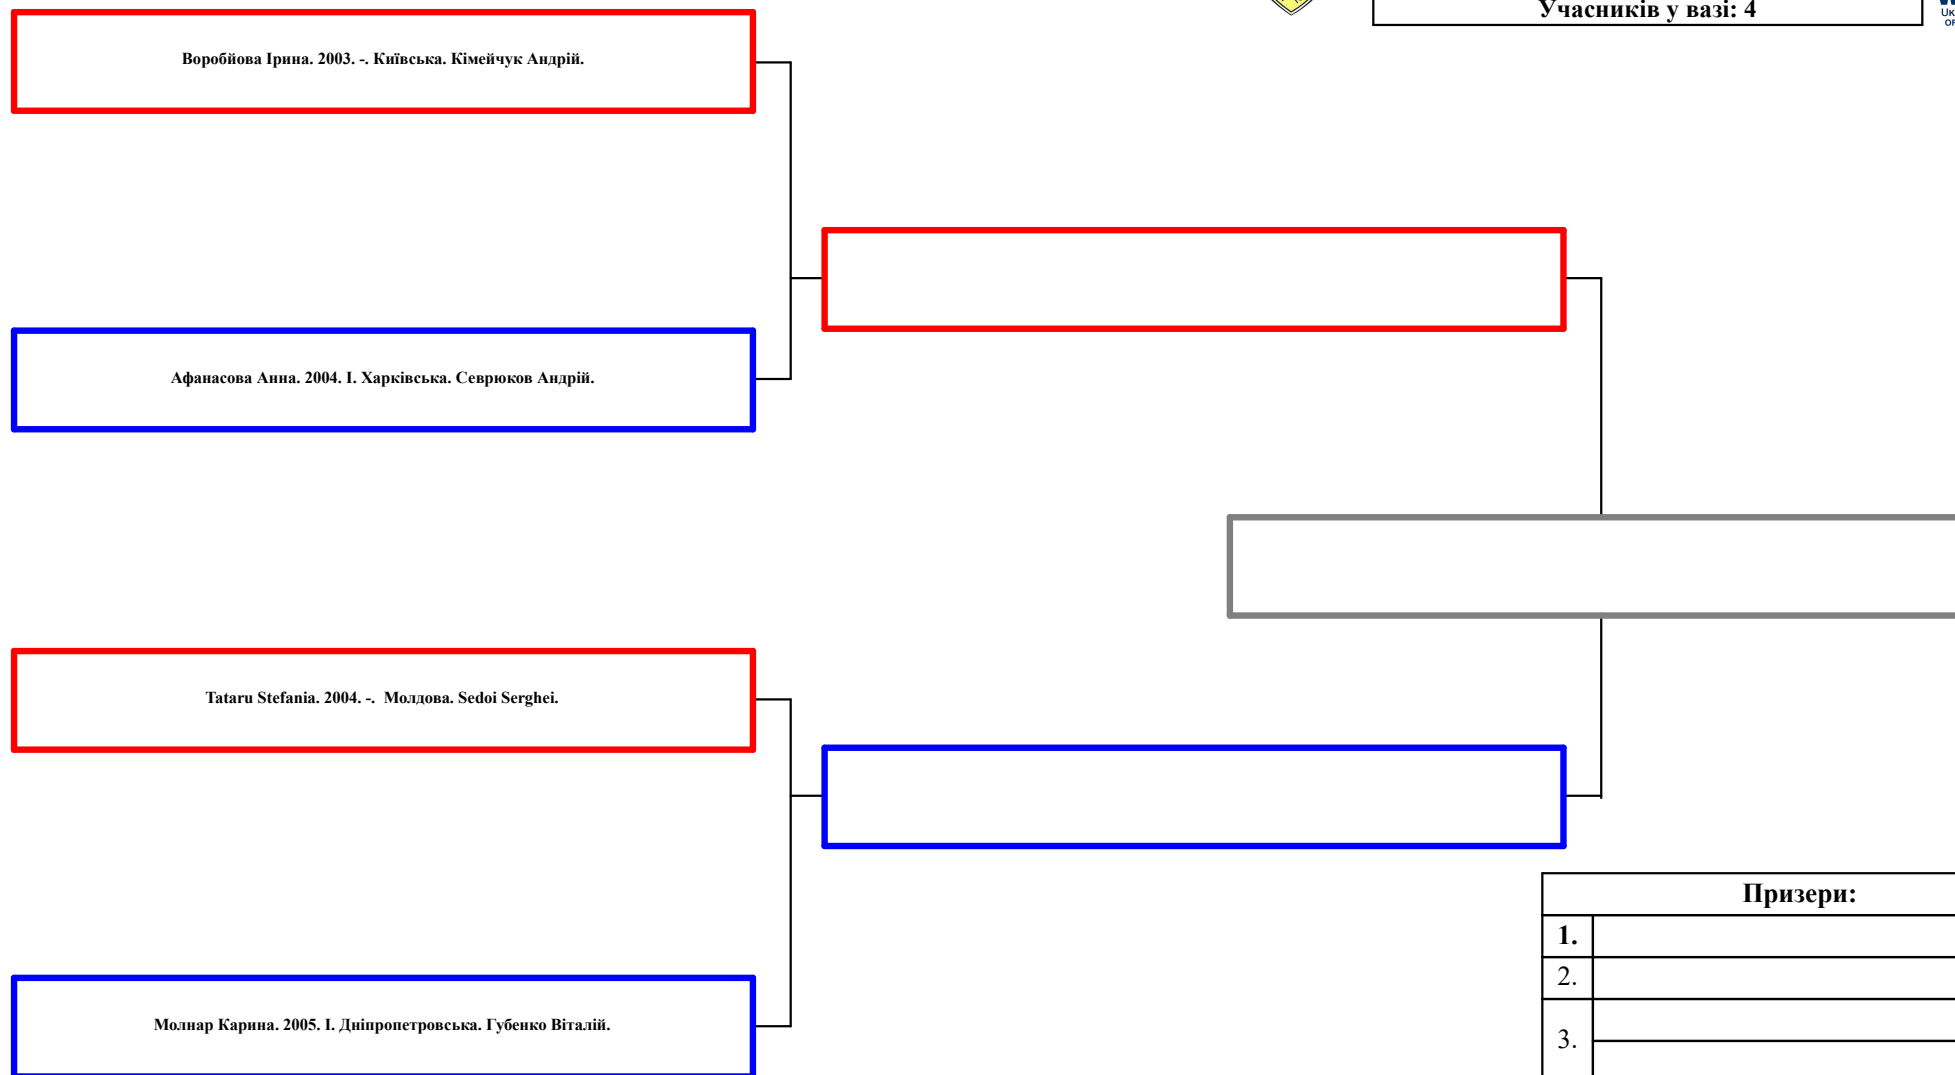 Учасників у вазі: 4
Воробйова Ірина. 2003. -. Київська. Кімейчук Андрій.
Афанасова Анна. 2004. І. Харківська. Севрюков Андрій.
Tataru Stefania. 2004. -. Молдова. Sedoi Serghei.
Молнар Карина. 2005. І. Дніпропетровська. Губенко Віталій.
Призери:
1.
2.
3.